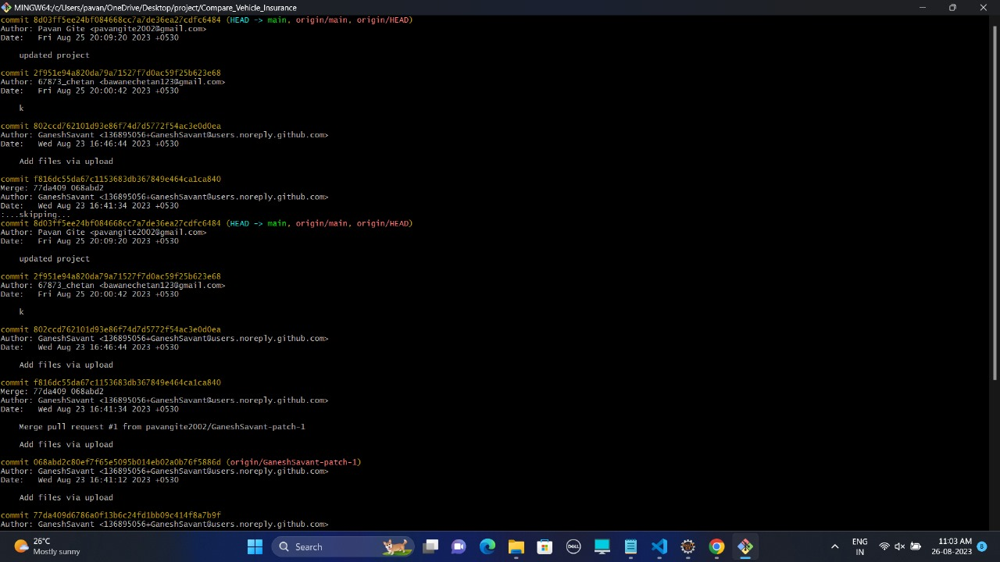 MINGW64:/c/Users/pavan/OneDrive/Desktop/project/Compare_Vehicle_Insurance
commit 8d03ff5ee24bf084668cc7a7de36ea27cdfc6484 (HEAD -> main, origin/main, origin/HEAD)
Author: Pavan Gite <pavangite2002@gmail.com>
Date:   Fri Aug 25 20:09:20 2023 +0530
updated project
commit 2f951e94a820da79a71527f7d0ac59f25b623e68
Author: 67873_chetan <bawanechetan123@gmail.com>
Date:   Fri Aug 25 20:00:42 2023 +0530
k
commit 802ccd762101d93e86f74d7d5772f54ac3e0d0ea
Author: GaneshSavant <136895056+GaneshSavant@users.noreply.github.com>
Date:   Wed Aug 23 16:46:44 2023 +0530
Add files via upload
commit f816dc55da67c1153683db367849e464ca1ca840
Merge: 77da409 068abd2
Author: GaneshSavant <136895056+GaneshSavant@users.noreply.github.com>
Date:   Wed Aug 23 16:41:34 2023 +0530
:...skipping...
commit 8d03ff5ee24bf084668cc7a7de36ea27cdfc6484 (HEAD -> main, origin/main, origin/HEAD)
Author: Pavan Gite <pavangite2002@gmail.com>
Date:   Fri Aug 25 20:09:20 2023 +0530
updated project
commit 2f951e94a820da79a71527f7d0ac59f25b623e68
Author: 67873_chetan <bawanechetan123@gmail.com>
Date:   Fri Aug 25 20:00:42 2023 +0530
k
commit 802ccd762101d93e86f74d7d5772f54ac3e0d0ea
Author: GaneshSavant <136895056+GaneshSavant@users.noreply.github.com>
Date:   Wed Aug 23 16:46:44 2023 +0530
Add files via upload
commit f816dc55da67c1153683db367849e464ca1ca840
Merge: 77da409 068abd2
Author: GaneshSavant <136895056+GaneshSavant@users.noreply.github.com>
Date:   Wed Aug 23 16:41:34 2023 +0530
Merge pull request #1 from pavangite2002/GaneshSavant-patch-1
Add files via upload
commit 068abd2c80ef7f65e5095b014eb02a0b76f5886d (origin/GaneshSavant-patch-1)
Author: GaneshSavant <136895056+GaneshSavant@users.noreply.github.com>
Date:   Wed Aug 23 16:41:12 2023 +0530
Add files via upload
commit 77da409d6786a0f13b6c24fd1bb09c414f8a7b9f
Author: GaneshSavant <136895056+GaneshSavant@users.noreply.github.com>
26°C
Mostly sunny
Search
DELL
ENG
IN
11:03 AM
26-08-2023
8